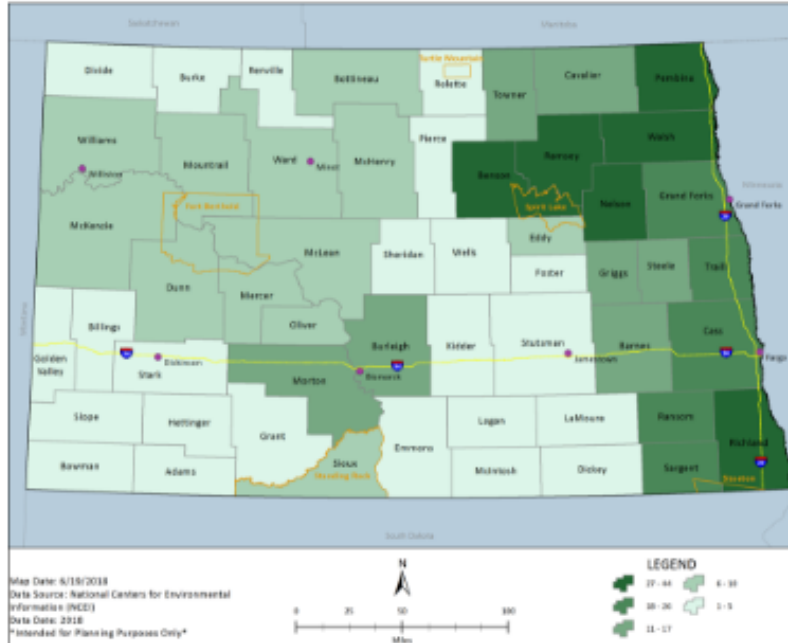 Saskatchewan
Manitoba
Divide
Burke
Renville
Bottineau
Turtle Mountain
Rolette
Towner
Cavalier
Pembina
Williams
Williston
Mountrail
Ward
Minot
McHenry
Pierce
Benson
Ramsey
Walsh
Nelson
Grand Forks
Grand Forks
Minnesota
McKenzie
Fort Berthold
Spirit Lake
Dunn
McLean
Sheridan
Wells
Eddy
Foster
Griggs
Steele
Traill
Mercer
Oliver
Montana
Golden
Valley
Billings
Stark
Dickinson
Morton
Burleigh
Bismarck
Kidder
Stutsman
Jamestown
Barnes
Cass
Fargo
Slope
Hettinger
Grant
Emmons
Logan
LaMoure
Ransom
Richland
Bowman
Adams
Sioux
Standing Rock
McIntosh
Dickey
Sargent
Sisseton
South Dakota
Map Date: 6/19/2018
Data Source: National Centers for Environmental
Information (NCEI)
Data Date: 2018
*Intended for Planning Purposes Only*
N
0 25 50 100
Miles
LEGEND
27 - 44
18 - 26
11 - 17
6 - 10
1 - 5